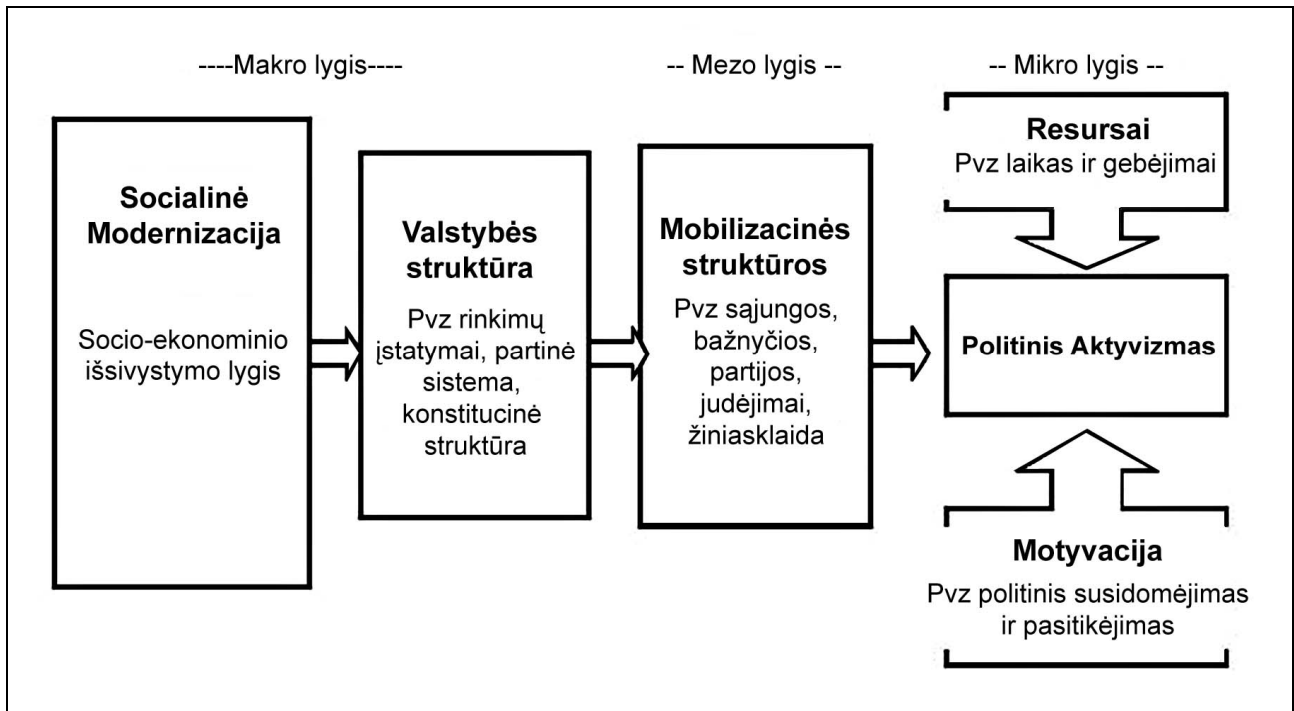 ----Makro lygis----
-- Mezo lygis --
-- Mikro lygis --
Socialinė
Modernizacija
Socio-ekonominio
išsivystymo lygis
Valstybės
struktūra
Pvz rinkimų
įstatymai, partinė
sistema,
konstitucinė
struktūra
Mobilizacinės
struktūros
Pvz sąjungos,
bažnyčios,
partijos,
judėjimai,
žiniasklaida
Resursai
Pvz laikas ir gebėjimai
Politinis Aktyvizmas
Motyvacija
Pvz politinis susidomėjimas
ir pasitikėjimas